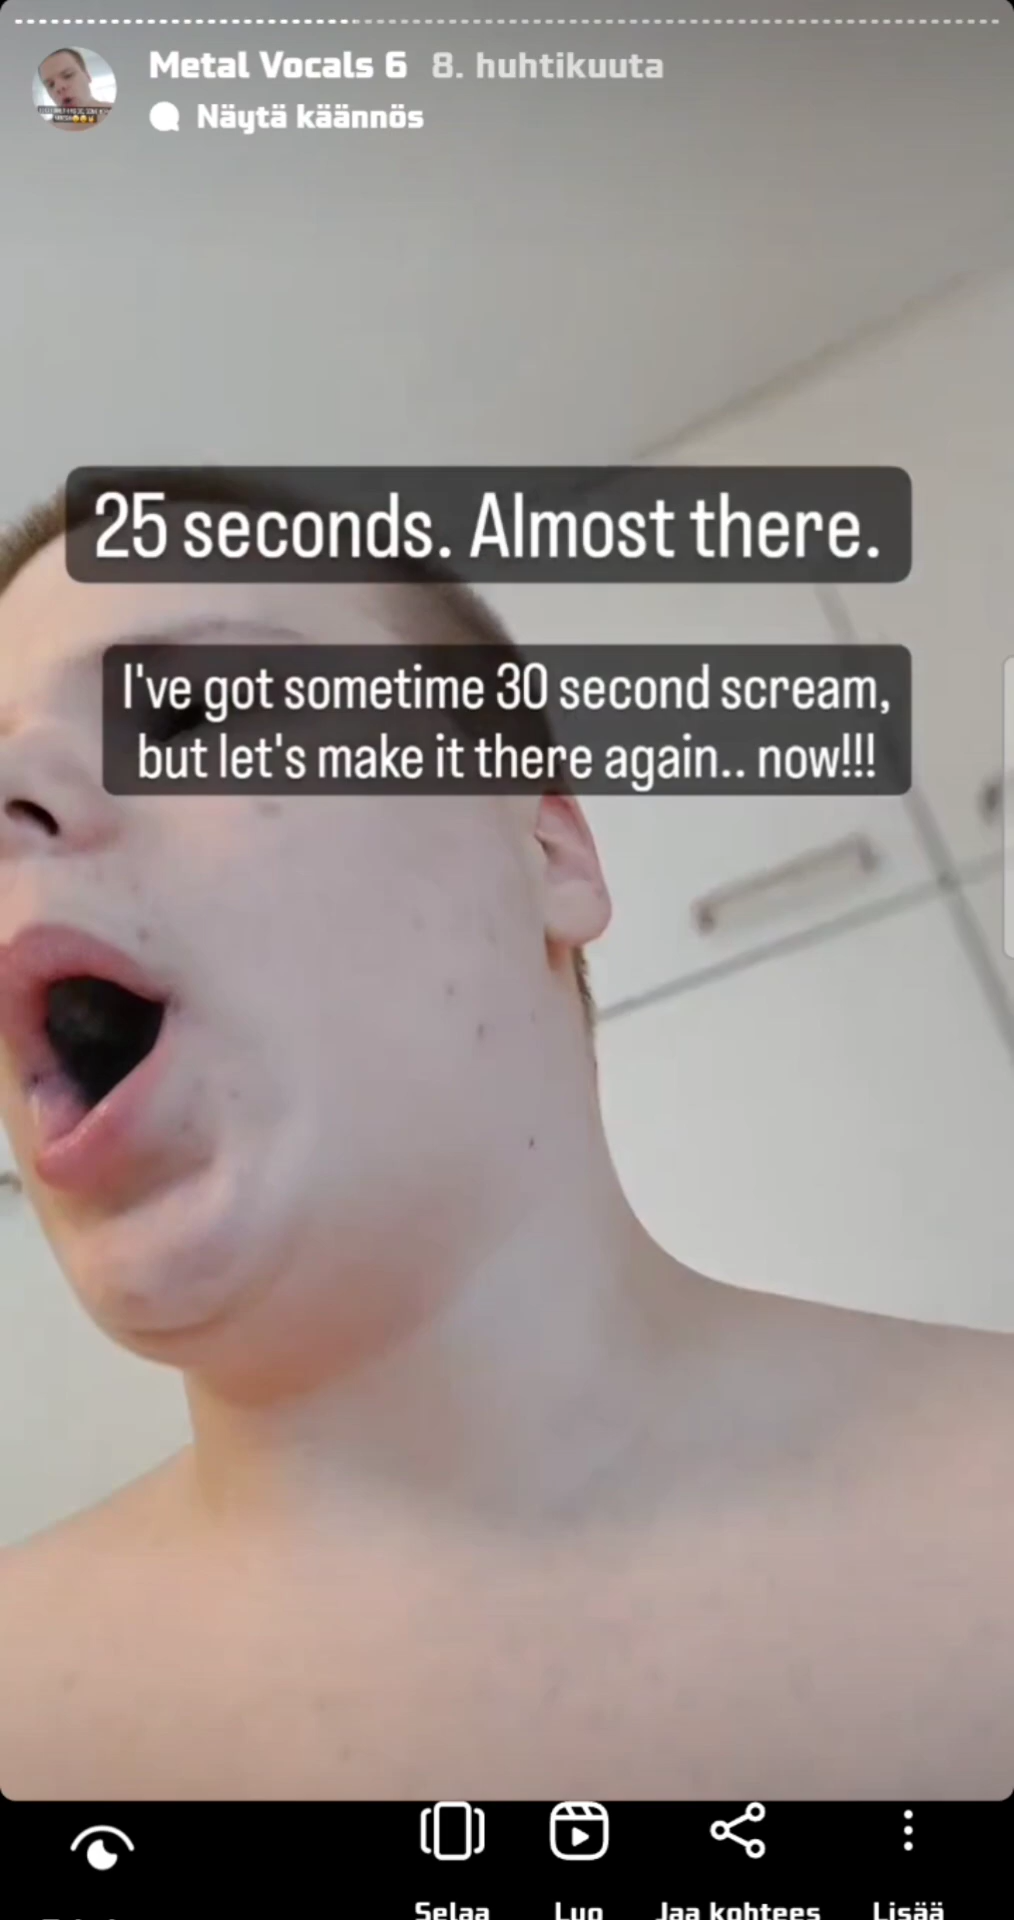 Metal Vocals 6 8. huhtikuuta
Näytä käännös
25 seconds. Almost there.
I've got sometime 30 second scream,
but let's make it there again.. now!!!
Selaa Luo Jaa kohtees Lisää